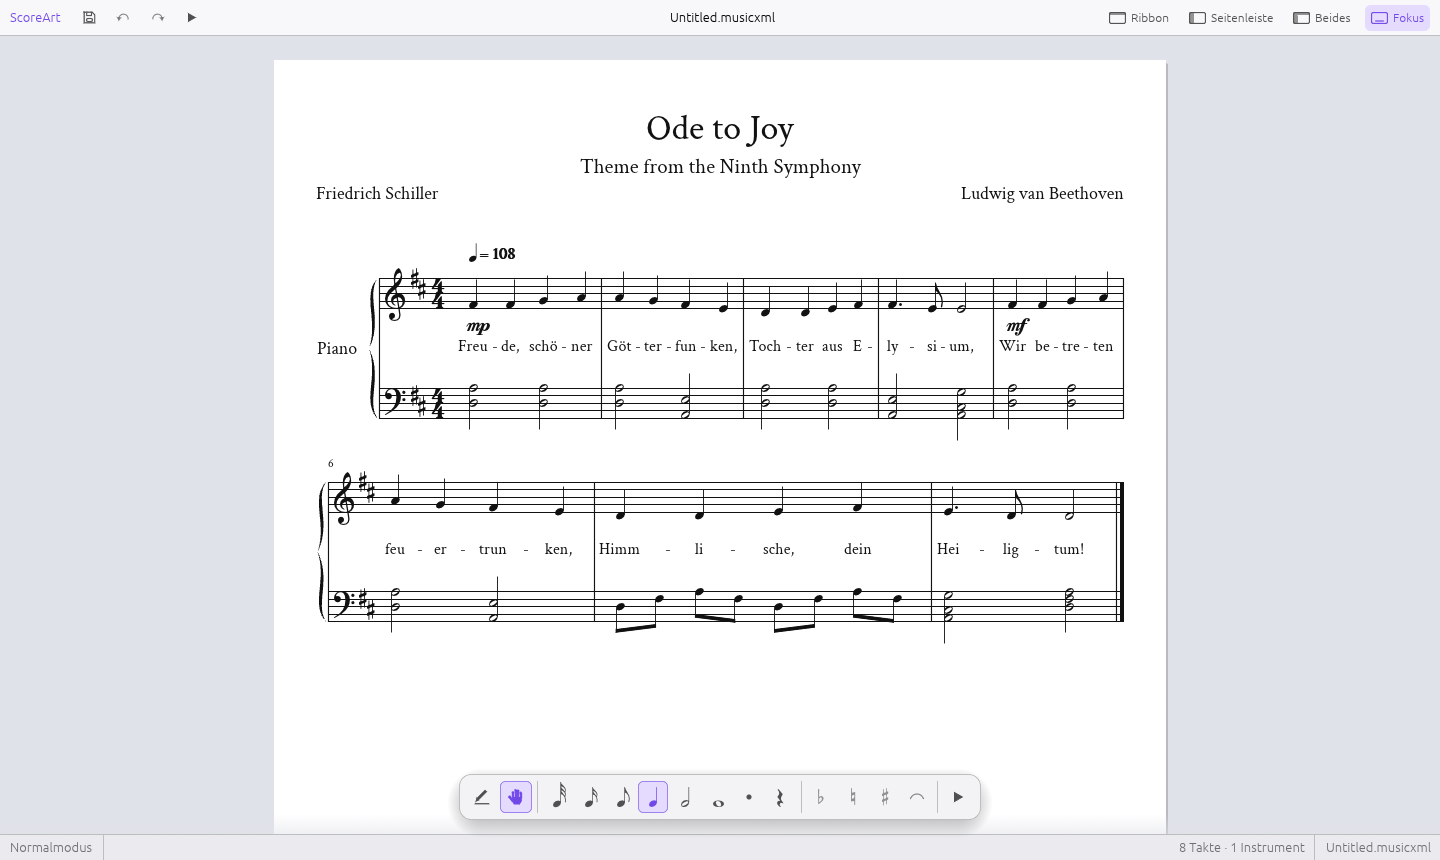 ScoreArt
Untitled.musicxml
Ribbon
Seitenleiste
Beides
Fokus
Ode to Joy
Theme from the Ninth Symphony
Friedrich Schiller
Ludwig van Beethoven
= 108
mp
mf
Freu - de, schö - ner Göt - ter - fun - ken, Toch - ter aus E - ly - si - um, Wir be - tre - ten
Piano
6
feu - er - trun - ken, Himm - li - sche, dein Hei - lig - tum!
Normalmodus
8 Takte · 1 Instrument
Untitled.musicxml